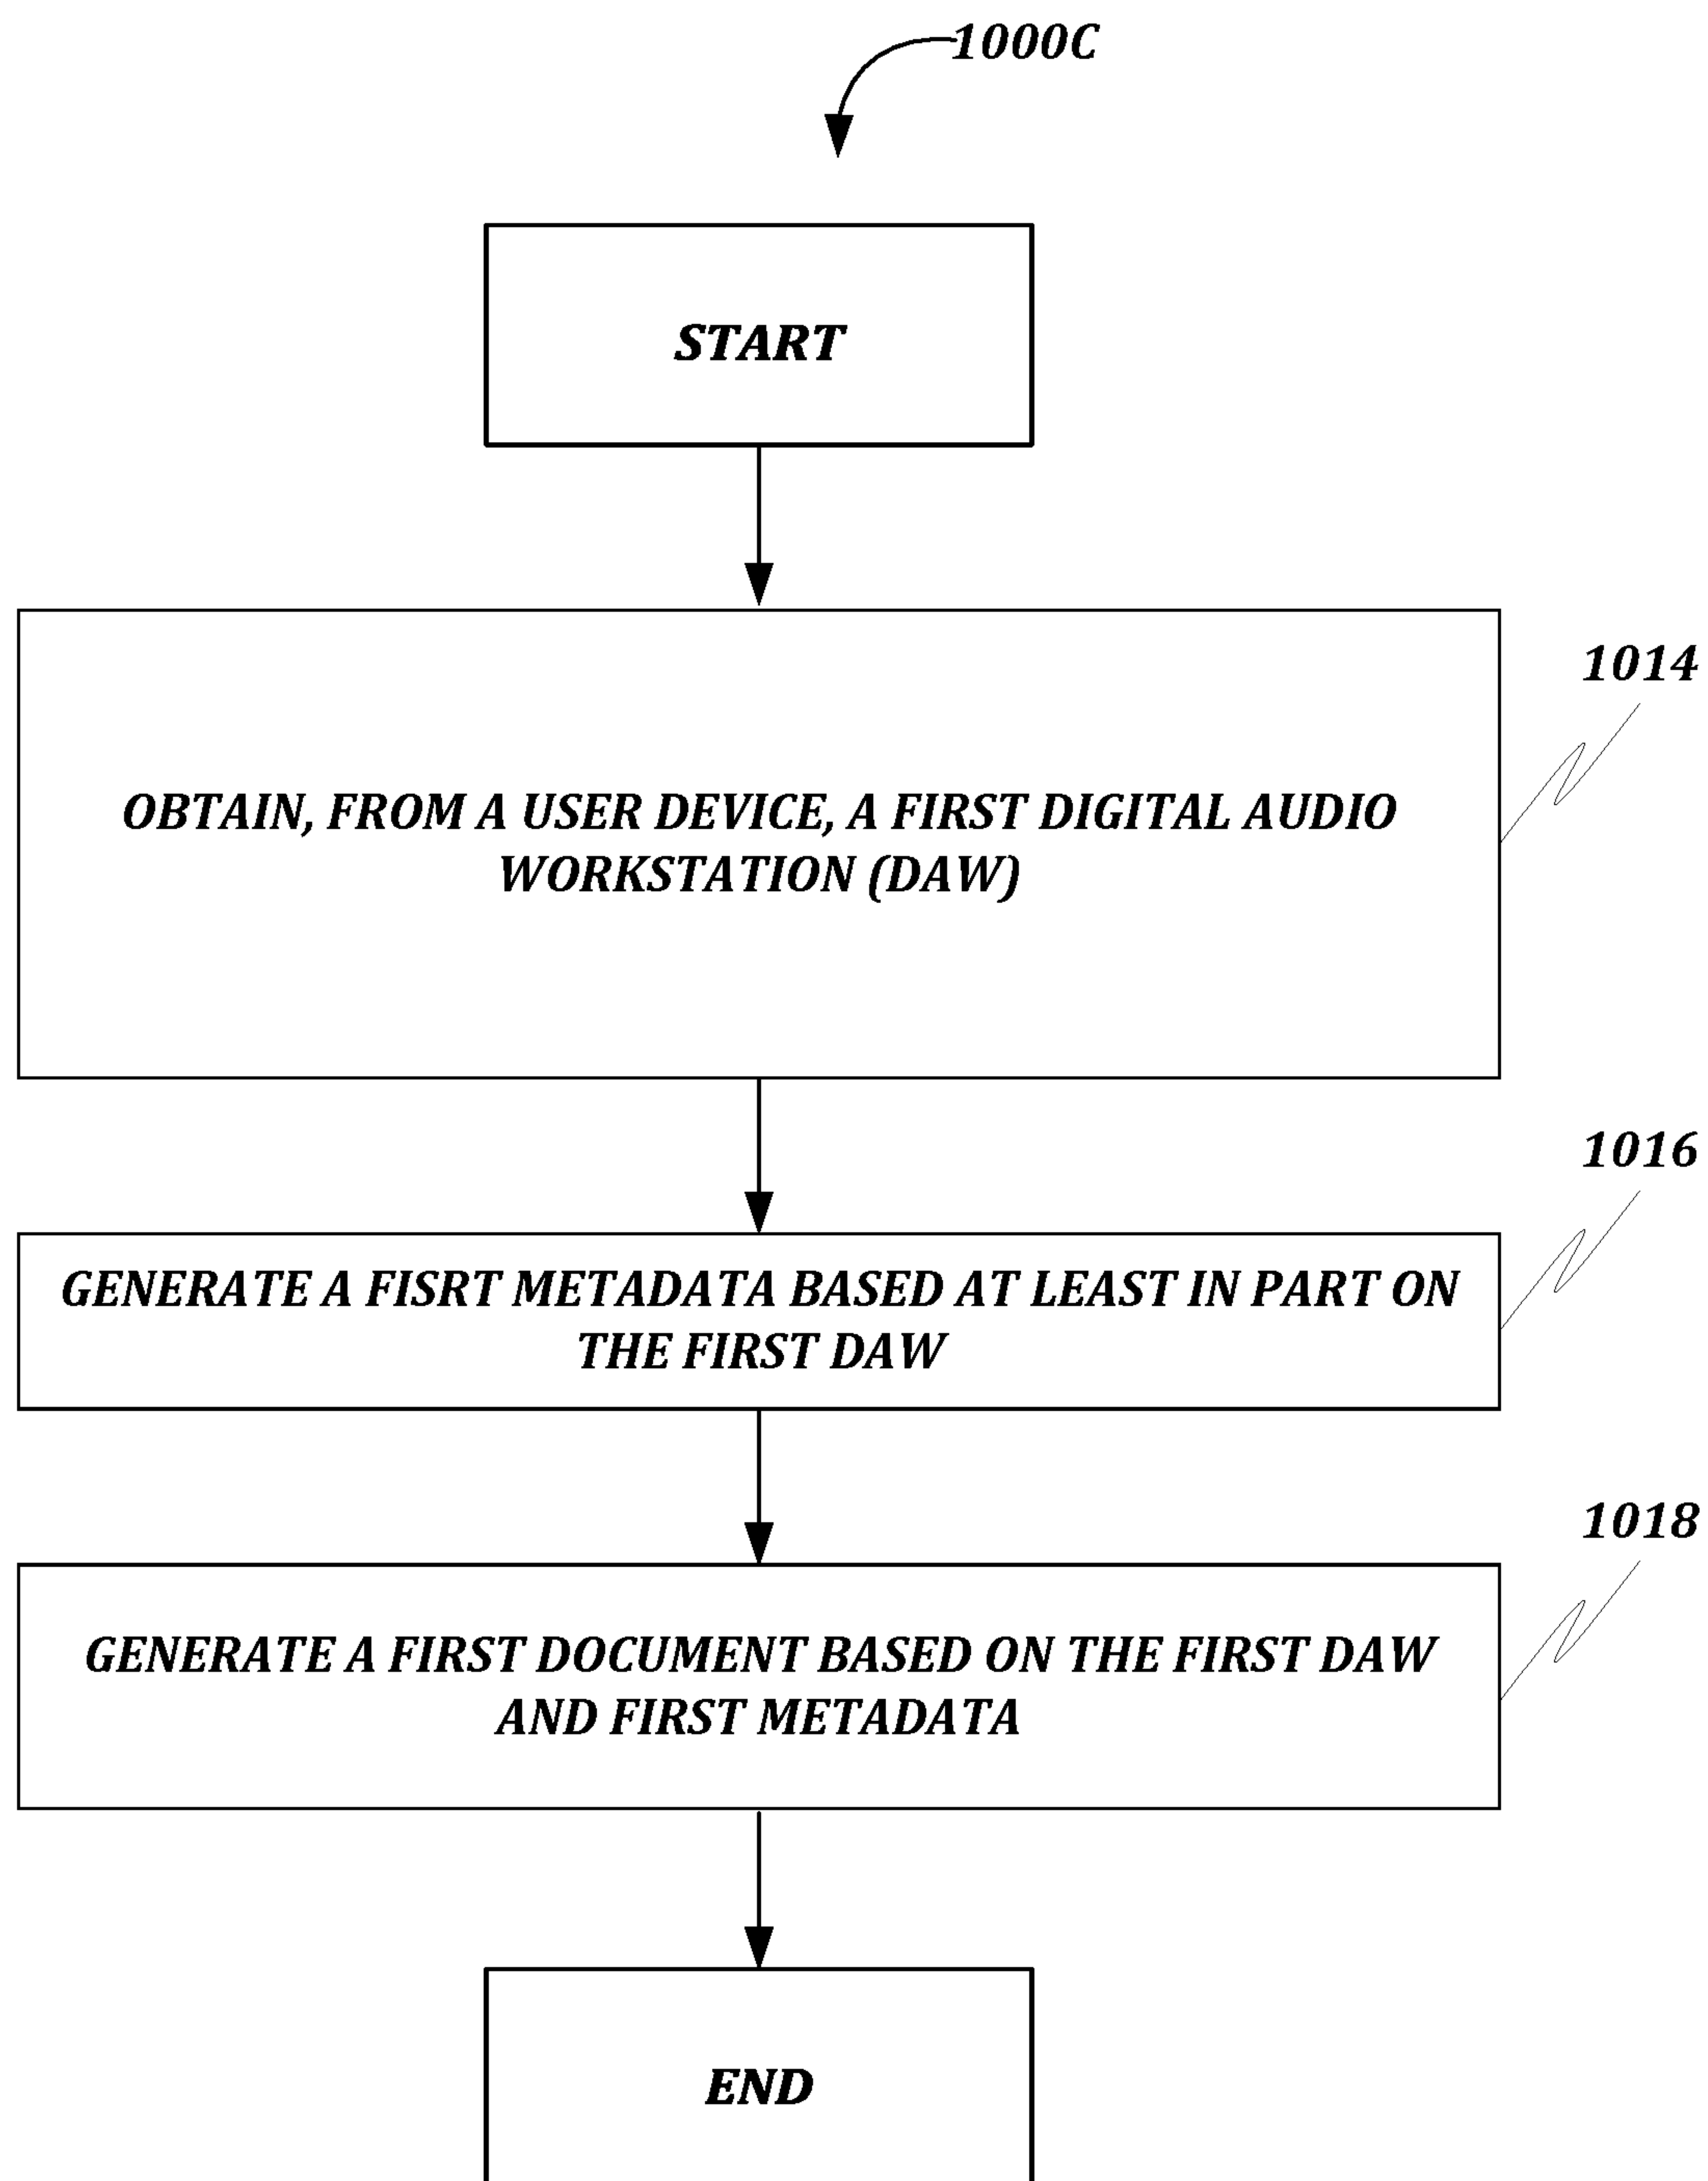 1000C
START
1014
OBTAIN, FROM A USER DEVICE, A FIRST DIGITAL AUDIO
WORKSTATION (DAW)
1016
GENERATE A FISRT METADATA BASED AT LEAST IN PART ON
THE FIRST DAW
1018
GENERATE A FIRST DOCUMENT BASED ON THE FIRST DAW
AND FIRST METADATA
END